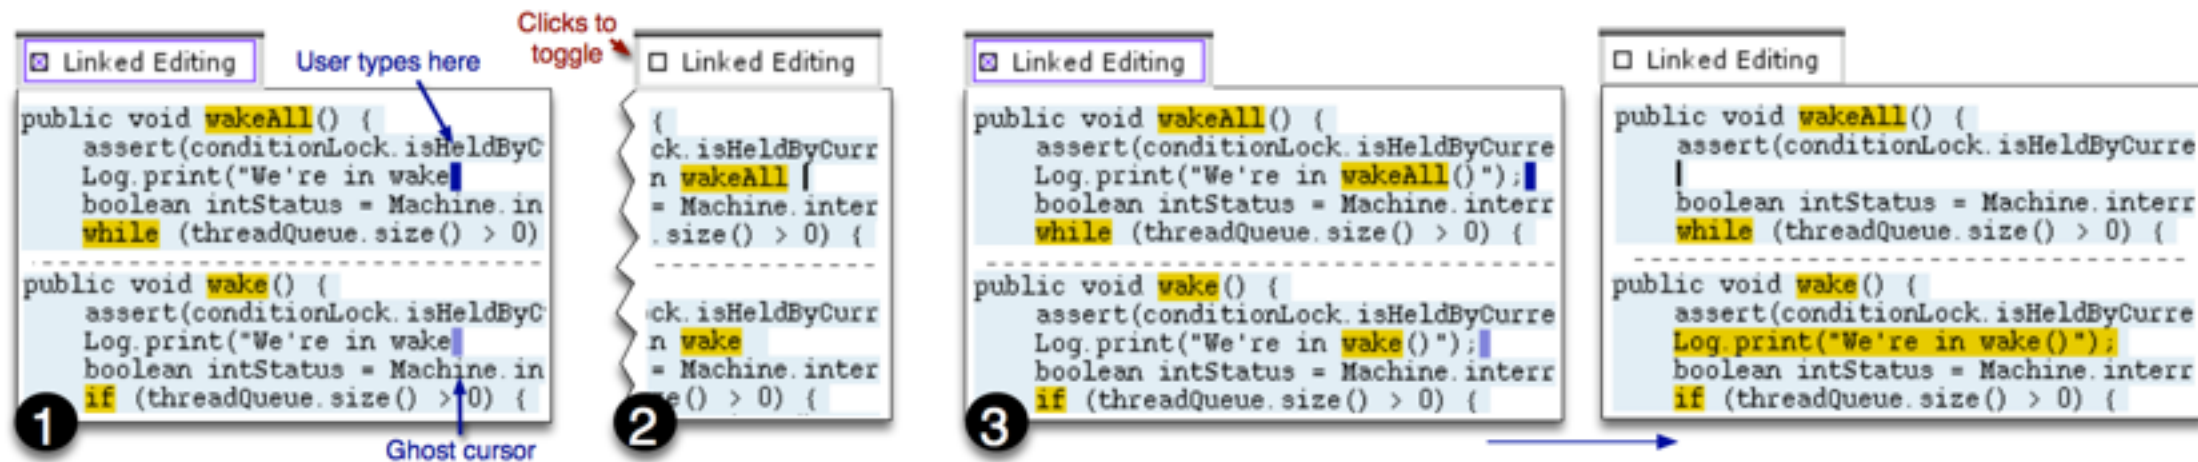 Linked Editing
User types here
public void wakeAll() {
assert(conditionLock.isHeldByC
Log.print("We're in wake
boolean intStatus = Machine.in
while (threadQueue.size() > 0)
public void wake() {
assert(conditionLock.isHeldByC
Log.print("We're in wake
boolean intStatus = Machine.in
if (threadQueue.size() > 0) {
1
Ghost cursor
Clicks to
toggle
Linked Editing
{
ck.isHeldByCurr
n wakeAll
= Machine.inter
.size() > 0) {
ck.isHeldByCurr
n wake
= Machine.inter
e() > 0) {
2
Linked Editing
public void wakeAll() {
assert(conditionLock.isHeldByCurre
Log.print("We're in wakeAll()");
boolean intStatus = Machine.interr
while (threadQueue.size() > 0) {
public void wake() {
assert(conditionLock.isHeldByCurre
Log.print("We're in wake()");
boolean intStatus = Machine.interr
if (threadQueue.size() > 0) {
3
Linked Editing
public void wakeAll() {
assert(conditionLock.isHeldByCurre
boolean intStatus = Machine.interr
while (threadQueue.size() > 0) {
public void wake() {
assert(conditionLock.isHeldByCurre
Log.print("We're in wake()");
boolean intStatus = Machine.interr
if (threadQueue.size() > 0) {